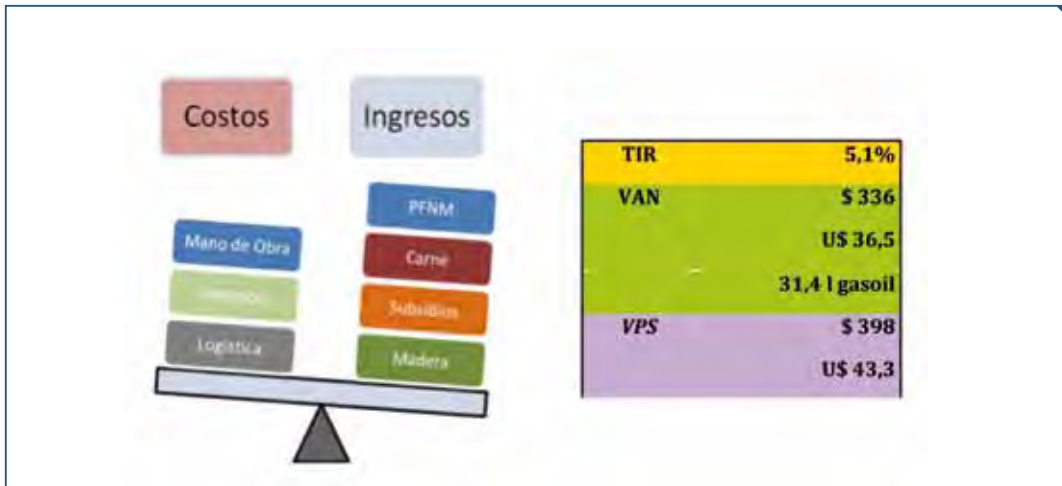 Costos
Ingresos
PFNM
Mano de Obra
Carne
Subsidios
Logística
Madera
TIR 5,1%
VAN $ 336
U$ 36,5
31,4 l gasoil
VPS $ 398
U$ 43,3